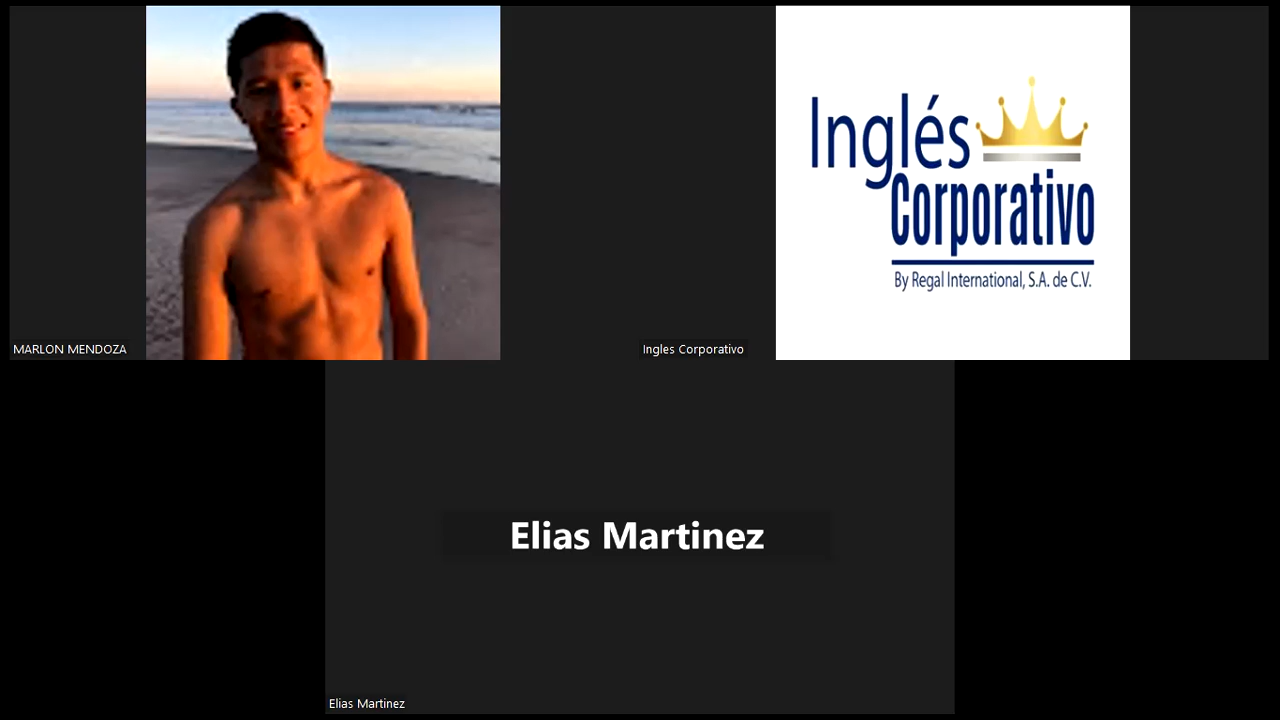 MARLON MENDOZA
Inglés
Corporativo
By Regal International, S.A. de C.V.
Ingles Corporativo
Elias Martinez
Elias Martinez